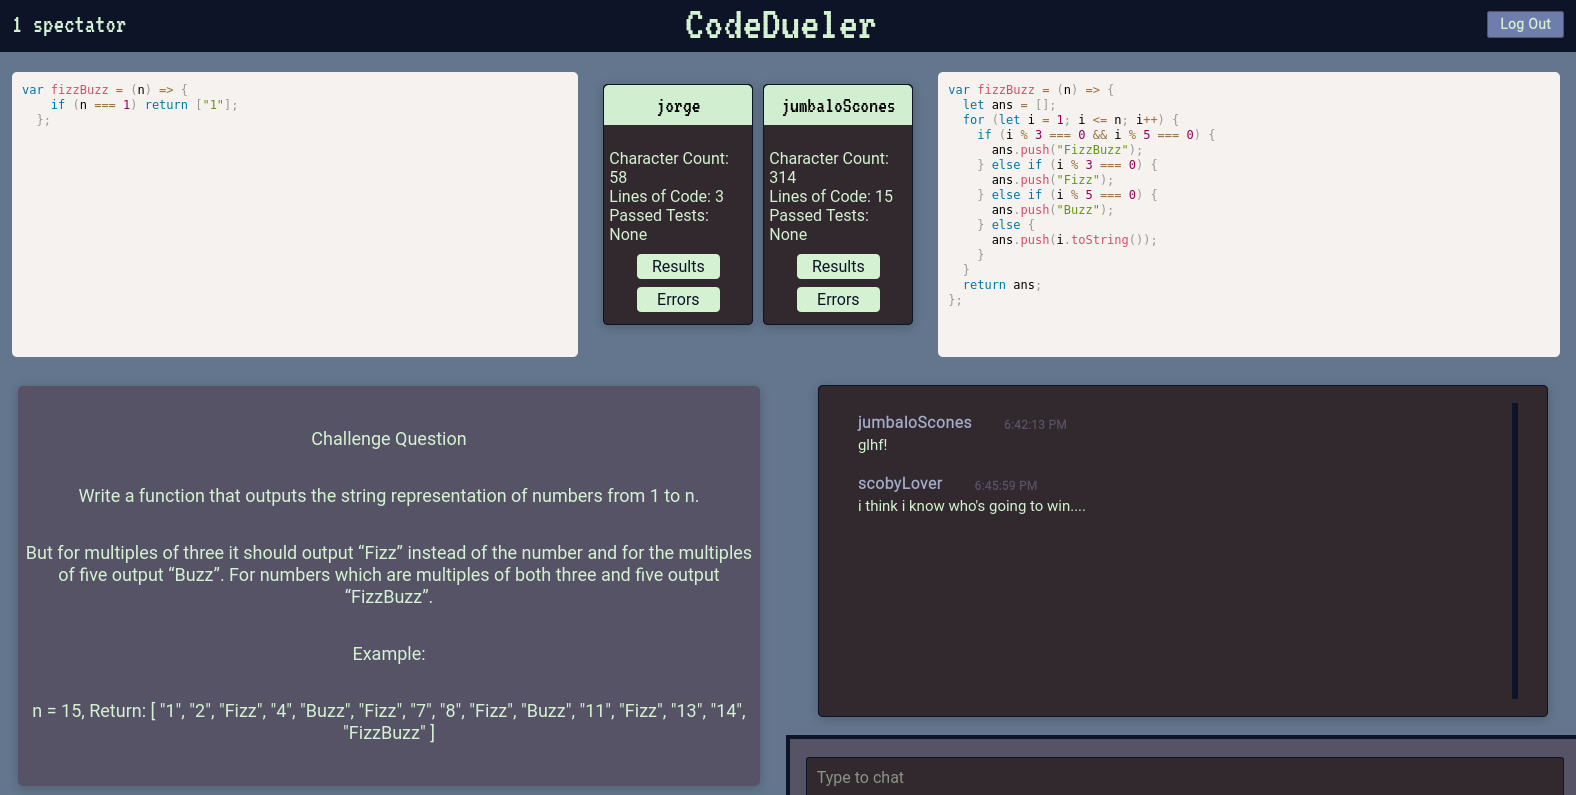 1 spectator
CodeDueler
Log Out
var fizzBuzz = (n) => {
    if (n === 1) return ["1"];
  };
jorge
Character Count:
58
Lines of Code: 3
Passed Tests:
None
Results
Errors
jumbaloScones
Character Count:
314
Lines of Code: 15
Passed Tests:
None
Results
Errors
var fizzBuzz = (n) => {
  let ans = [];
  for (let i = 1; i <= n; i++) {
    if (i % 3 === 0 && i % 5 === 0) {
      ans.push("FizzBuzz");
    } else if (i % 3 === 0) {
      ans.push("Fizz");
    } else if (i % 5 === 0) {
      ans.push("Buzz");
    } else {
      ans.push(i.toString());
    }
  }
  return ans;
};
Challenge Question
Write a function that outputs the string representation of numbers from 1 to n.
But for multiples of three it should output “Fizz” instead of the number and for the multiples
of five output “Buzz”. For numbers which are multiples of both three and five output
“FizzBuzz”.
Example:
n = 15, Return: [ "1", "2", "Fizz", "4", "Buzz", "Fizz", "7", "8", "Fizz", "Buzz", "11", "Fizz", "13", "14",
"FizzBuzz" ]
jumbaloScones 6:42:13 PM
glhf!
scobyLover 6:45:59 PM
i think i know who's going to win....
Type to chat